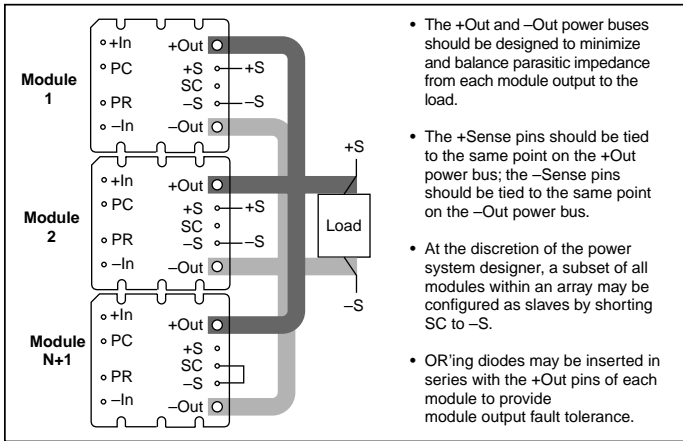 Module
1
+In
PC
PR
–In
+Out
+S
SC
–S
–Out
+S
–S
Module
2
+In
PC
PR
–In
+Out
+S
SC
–S
–Out
+S
–S
Module
N+1
+In
PC
PR
–In
+Out
+S
SC
–S
–Out
+S
Load
–S
• The +Out and –Out power buses
should be designed to minimize
and balance parasitic impedance
from each module output to the
load.
• The +Sense pins should be tied
to the same point on the +Out
power bus; the –Sense pins
should be tied to the same point
on the –Out power bus.
• At the discretion of the power
system designer, a subset of all
modules within an array may be
configured as slaves by shorting
SC to –S.
• OR'ing diodes may be inserted in
series with the +Out pins of each
module to provide
module output fault tolerance.